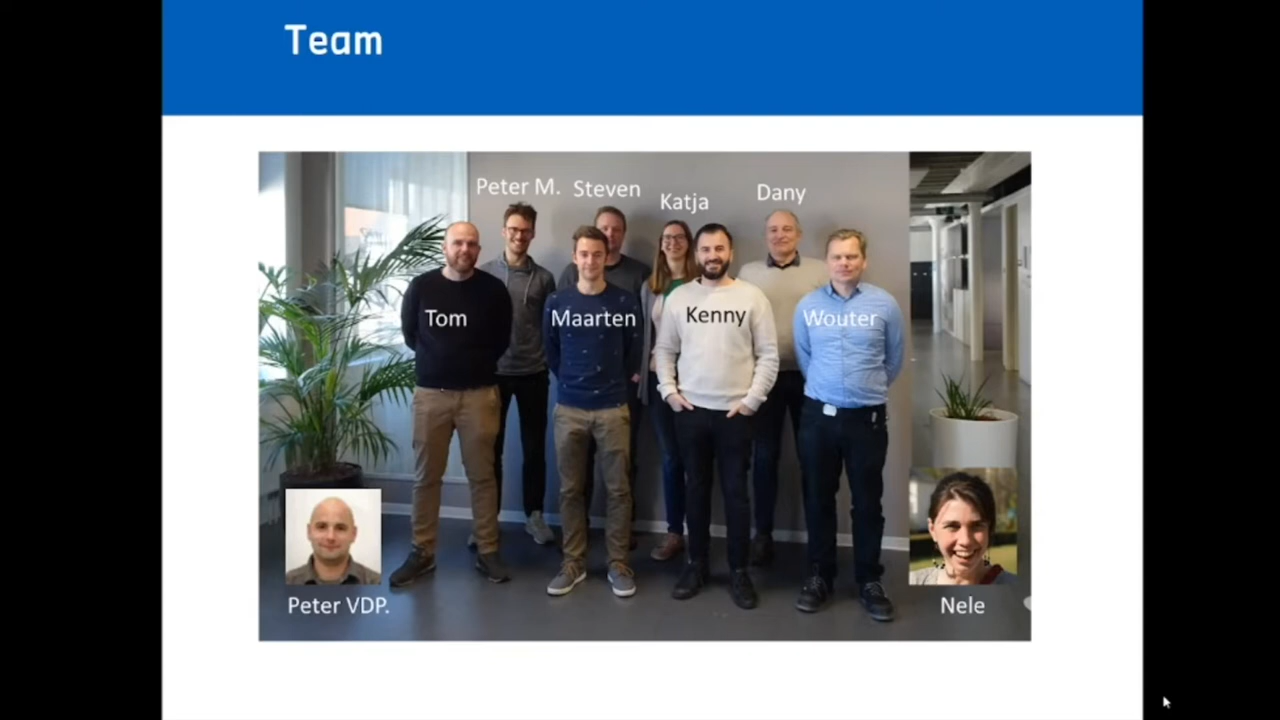 Team
Peter M. Steven
Katja
Dany
Tom
Maarten
Kenny
Wouter
Peter VDP.
Nele